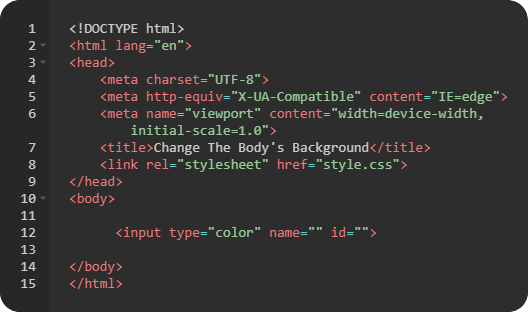 1 <!DOCTYPE html>
2 <html lang="en">
3 <head>
4 <meta charset="UTF-8">
5 <meta http-equiv="X-UA-Compatible" content="IE=edge">
6 <meta name="viewport" content="width=device-width,
initial-scale=1.0">
7 <title>Change The Body's Background</title>
8 <link rel="stylesheet" href="style.css">
9 </head>
10 <body>
11
12 <input type="color" name="" id="">
13
14 </body>
15 </html>